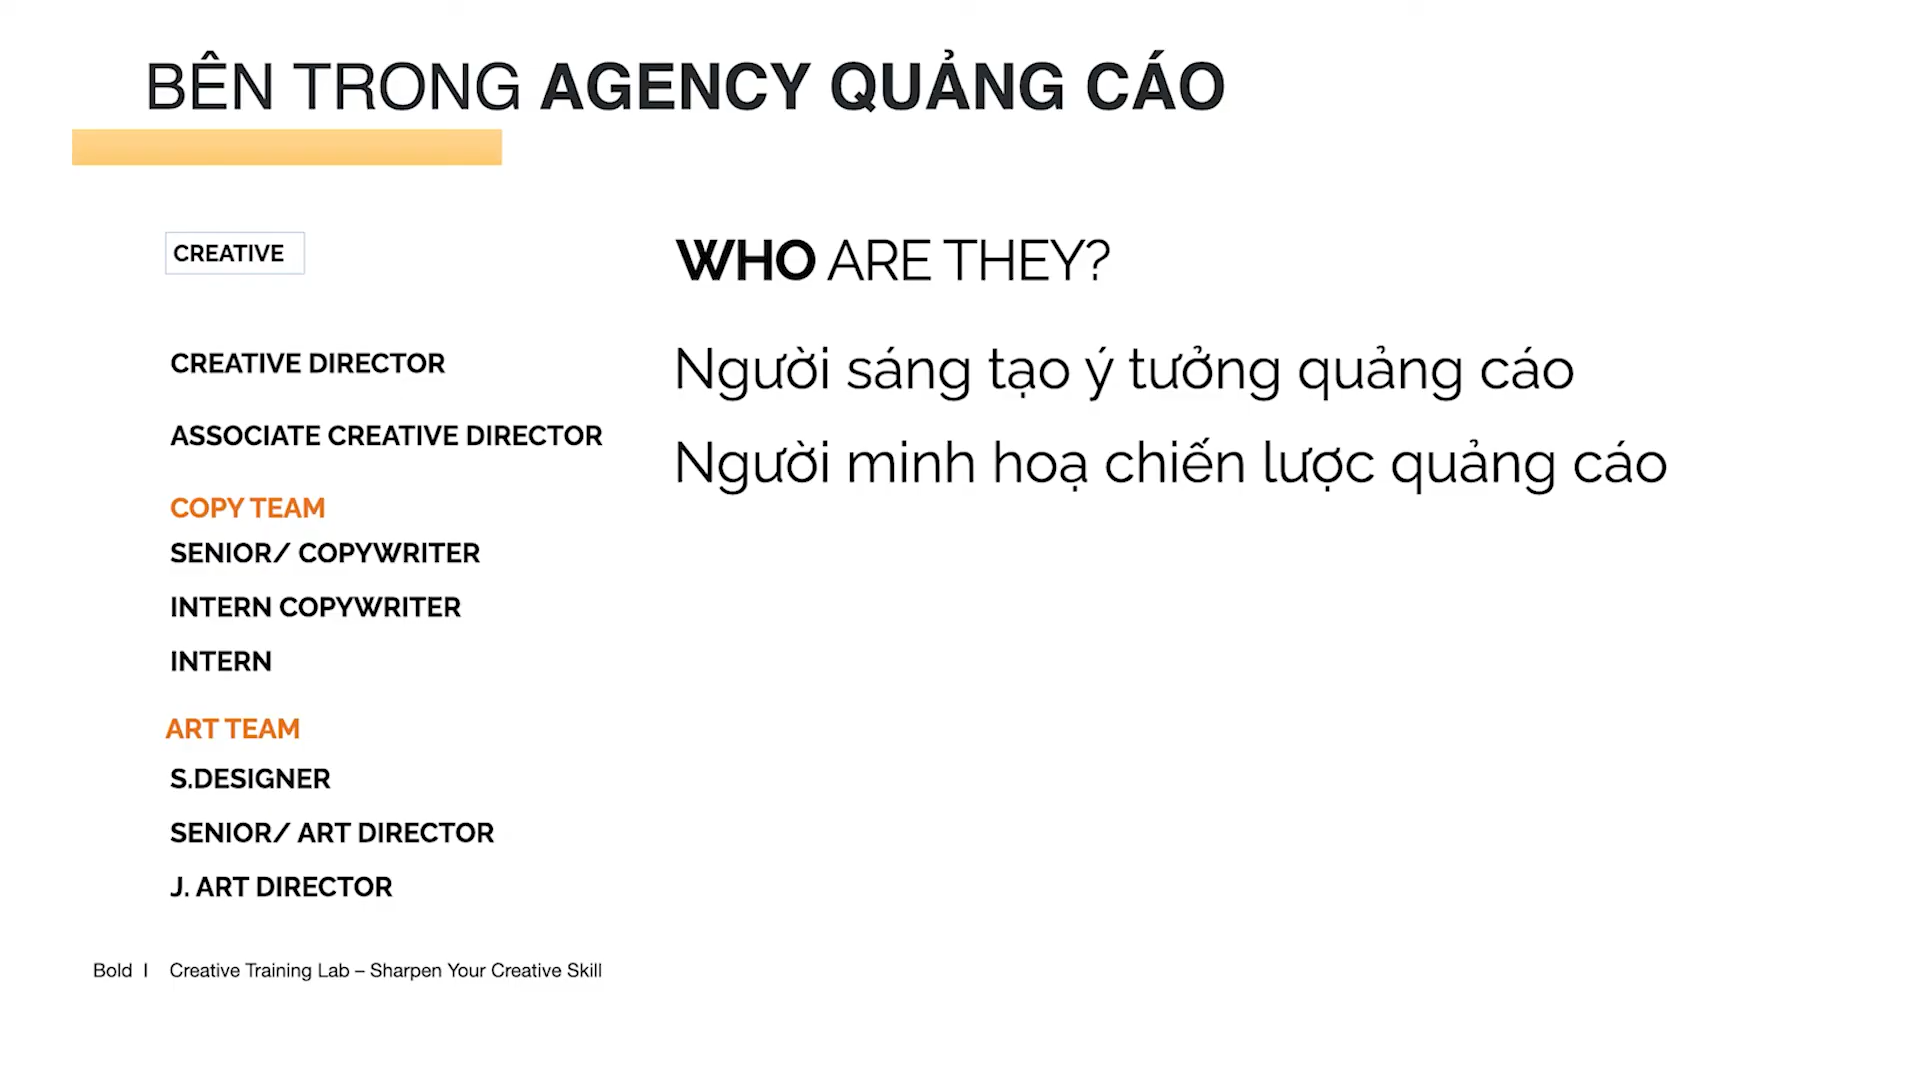 BÊN TRONG AGENCY QUẢNG CÁO
CREATIVE
CREATIVE DIRECTOR
ASSOCIATE CREATIVE DIRECTOR
COPY TEAM
SENIOR/ COPYWRITER
INTERN COPYWRITER
INTERN
ART TEAM
S.DESIGNER
SENIOR/ ART DIRECTOR
J. ART DIRECTOR
WHO ARE THEY?
Người sáng tạo ý tưởng quảng cáo
Người minh hoạ chiến lược quảng cáo
Bold I Creative Training Lab – Sharpen Your Creative Skill